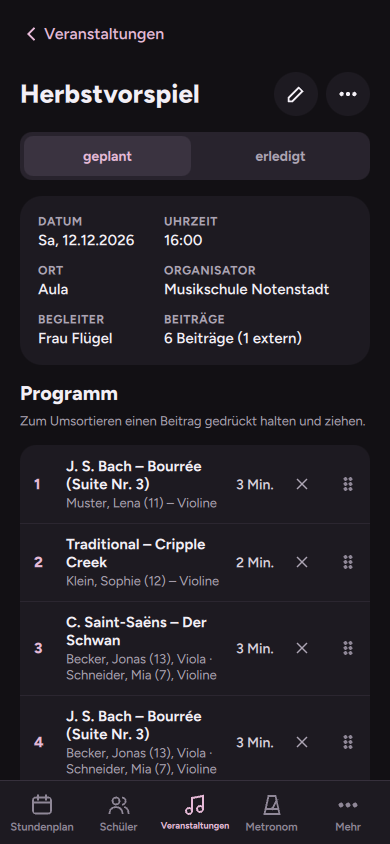 Veranstaltungen
Herbstvorspiel
geplant erledigt
DATUM UHRZEIT
Sa, 12.12.2026 16:00
ORT ORGANISATOR
Aula Musikschule Notenstadt
BEGLEITER BEITRÄGE
Frau Flügel 6 Beiträge (1 extern)
Programm
Zum Umsortieren einen Beitrag gedrückt halten und ziehen.
J. S. Bach – Bourrée
1 (Suite Nr. 3) 3 Min.
Muster, Lena (11) – Violine
Traditional – Cripple
2 Creek 2 Min.
Klein, Sophie (12) – Violine
C. Saint-Saëns – Der
3 Schwan 3 Min.
Becker, Jonas (13), Viola ·
Schneider, Mia (7), Violine
J. S. Bach – Bourrée
4 (Suite Nr. 3) 3 Min.
Becker, Jonas (13), Viola ·
Schneider, Mia (7), Violine
Stundenplan Schüler Veranstaltungen Metronom Mehr